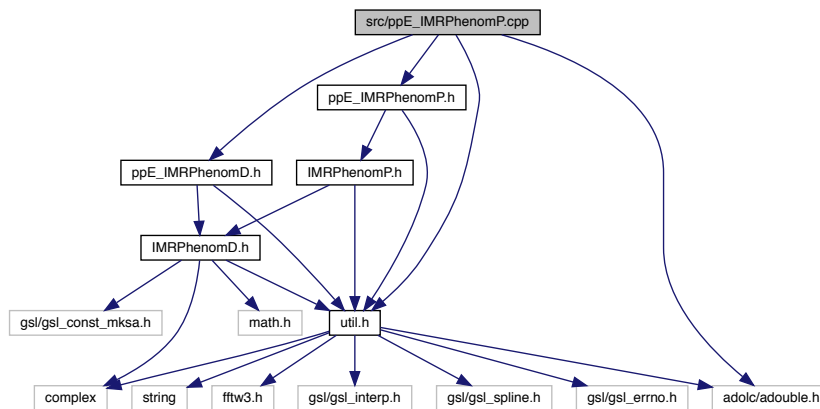 src/ppE_IMRPhenomP.cpp
ppE_IMRPhenomP.h
ppE_IMRPhenomD.h
IMRPhenomP.h
IMRPhenomD.h
gsl/gsl_const_mksa.h
math.h
util.h
complex
string
fftw3.h
gsl/gsl_interp.h
gsl/gsl_spline.h
gsl/gsl_errno.h
adolc/adouble.h